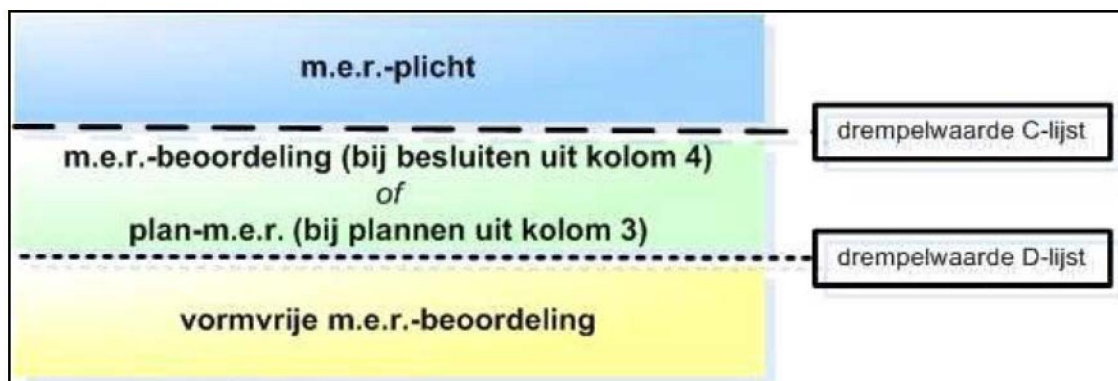 m.e.r.-plicht
drempelwaarde C-lijst
m.e.r.-beoordeling (bij besluiten uit kolom 4)
of
plan-m.e.r. (bij plannen uit kolom 3)
drempelwaarde D-lijst
vormvrije m.e.r.-beoordeling